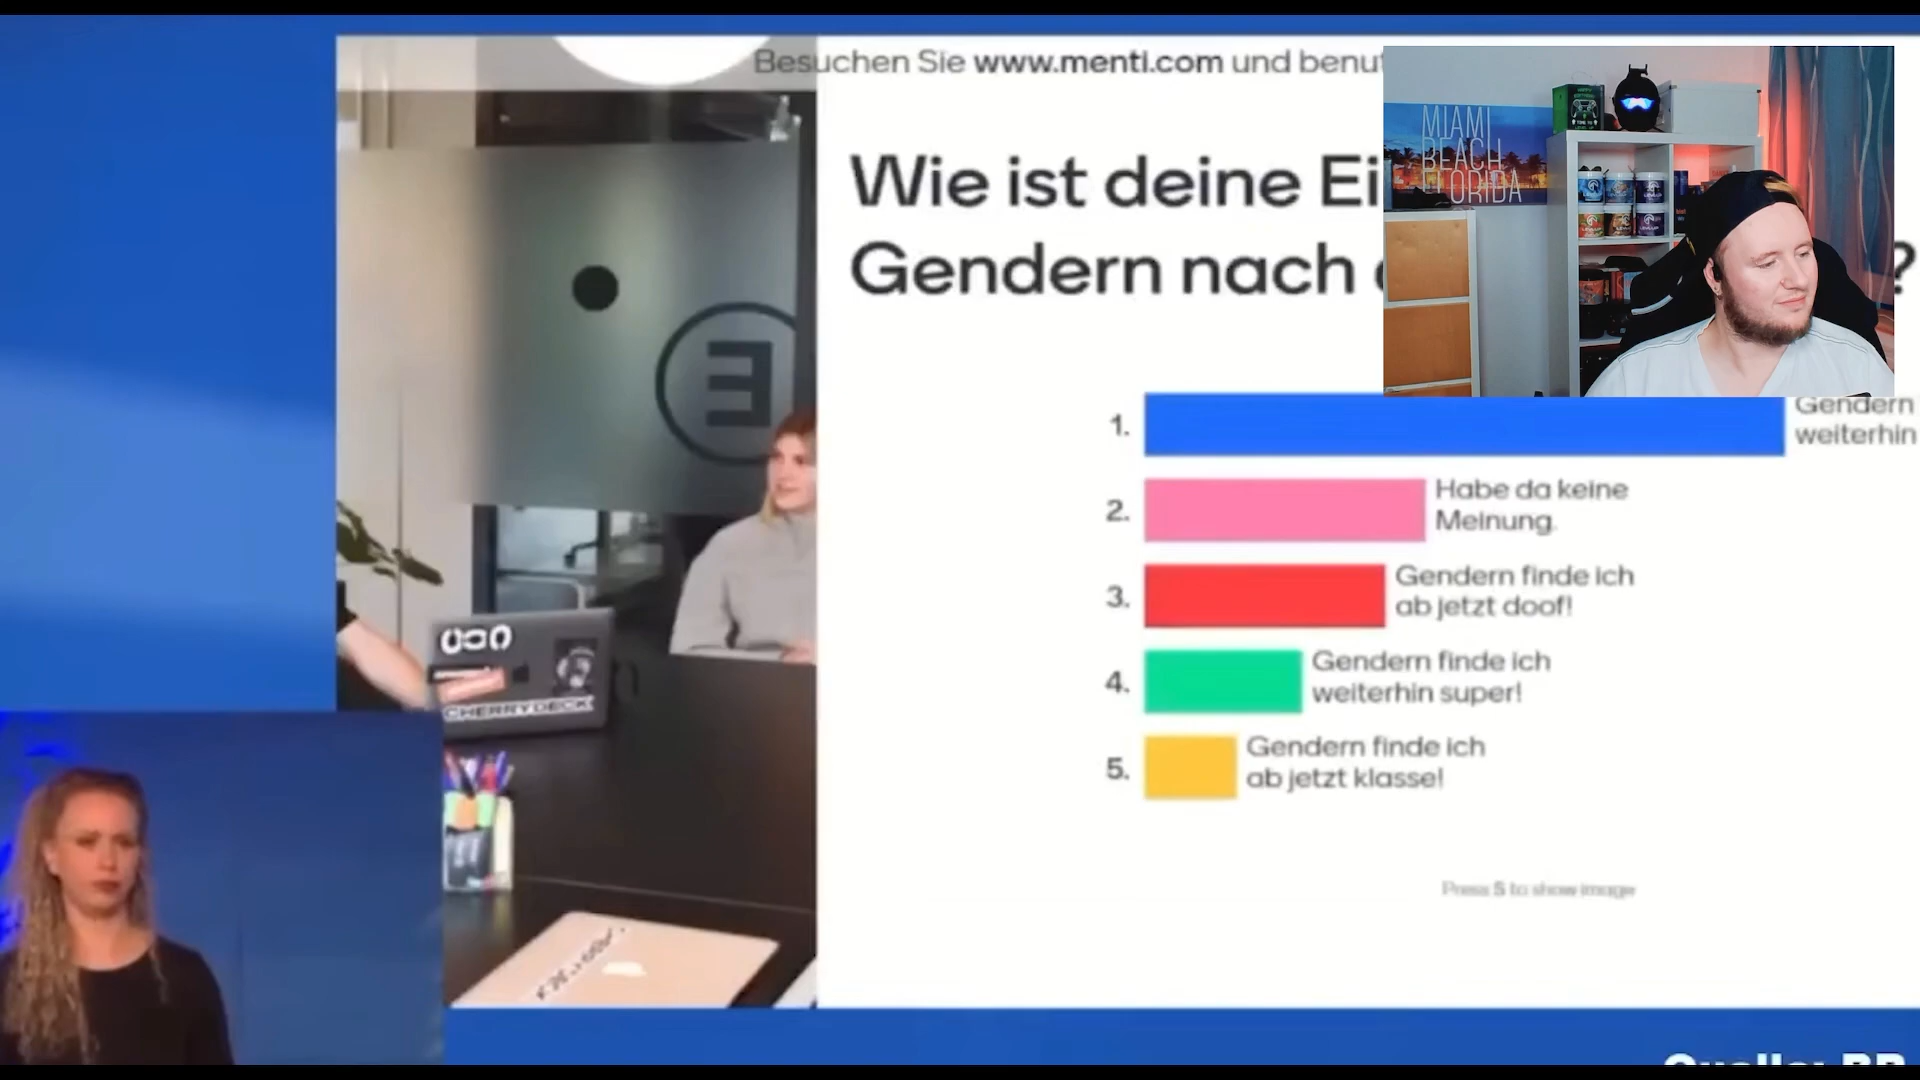 Besuchen Sie www.menti.com und benu
MIAMI
BEACH
FLORIDA
Wie ist deine Ei
Gendern nach
?
1.
Gendern
weiterhin
2.
Habe da keine
Meinung.
3.
Gendern finde ich
ab jetzt doof!
4.
Gendern finde ich
weiterhin super!
5.
Gendern finde ich
ab jetzt klasse!
CHERRYDECK
Press S to show image
Quelle: BR